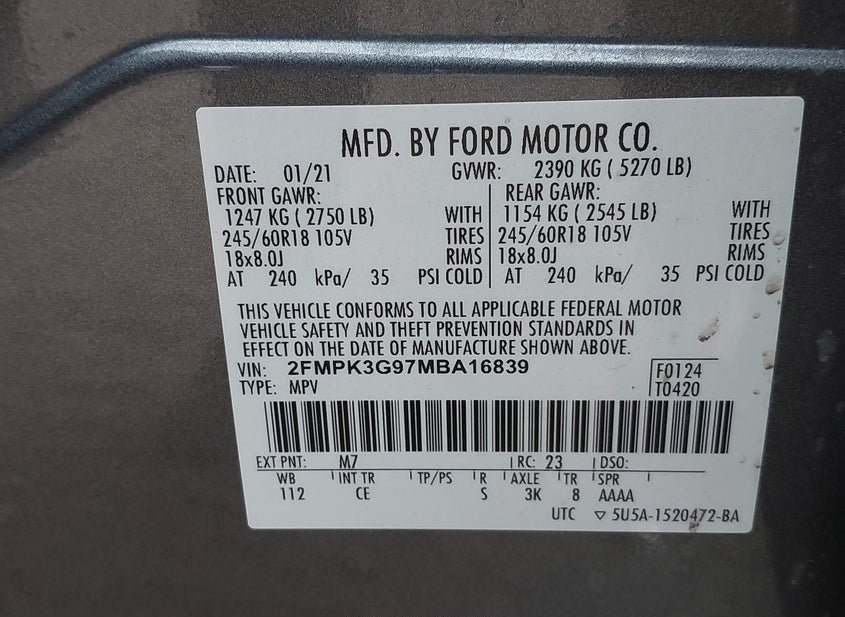 MFD. BY FORD MOTOR CO.
DATE: 01/21 GVWR: 2390 KG ( 5270 LB)
FRONT GAWR: REAR GAWR:
1247 KG ( 2750 LB) WITH 1154 KG ( 2545 LB) WITH
245/60R18 105V TIRES 245/60R18 105V TIRES
18x8.0J RIMS 18x8.0J RIMS
AT 240 kPa/ 35 PSI COLD AT 240 kPa/ 35 PSI COLD
THIS VEHICLE CONFORMS TO ALL APPLICABLE FEDERAL MOTOR
VEHICLE SAFETY AND THEFT PREVENTION STANDARDS IN
EFFECT ON THE DATE OF MANUFACTURE SHOWN ABOVE.
VIN: 2FMPK3G97MBA16839 F0124
TYPE: MPV T0420
EXT PNT: M7 RC: 23 DSO:
WB INT TR TP/PS R AXLE TR SPR
112 CE S 3K 8 AAAA
UTC ▽ 5U5A-1520472-BA